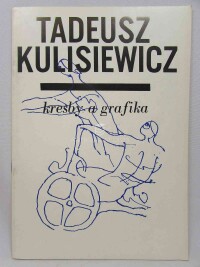 TADEUSZ
KULISIEWICZ
kresby a grafika